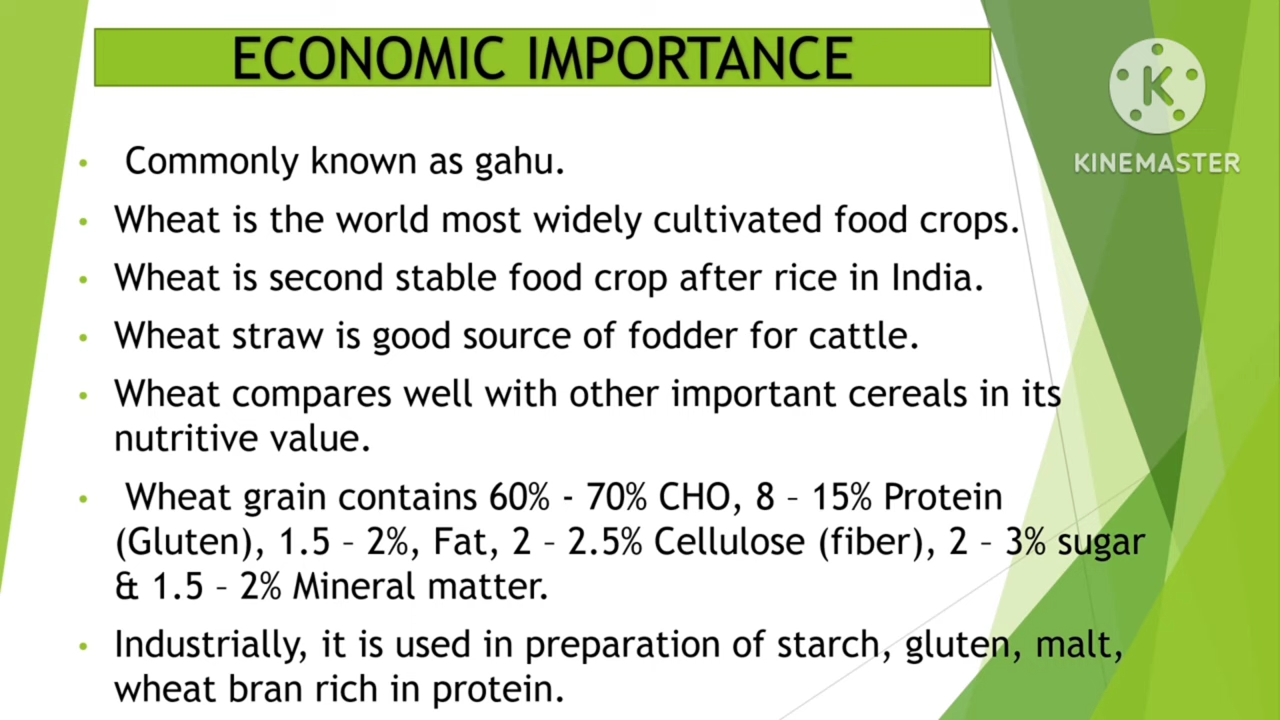 ECONOMIC IMPORTANCE
K
KINEMASTER
• Commonly known as gahu.
• Wheat is the world most widely cultivated food crops.
• Wheat is second stable food crop after rice in India.
• Wheat straw is good source of fodder for cattle.
• Wheat compares well with other important cereals in its
nutritive value.
• Wheat grain contains 60% - 70% CHO, 8 – 15% Protein
(Gluten), 1.5 – 2%, Fat, 2 – 2.5% Cellulose (fiber), 2 – 3% sugar
& 1.5 – 2% Mineral matter.
• Industrially, it is used in preparation of starch, gluten, malt,
wheat bran rich in protein.